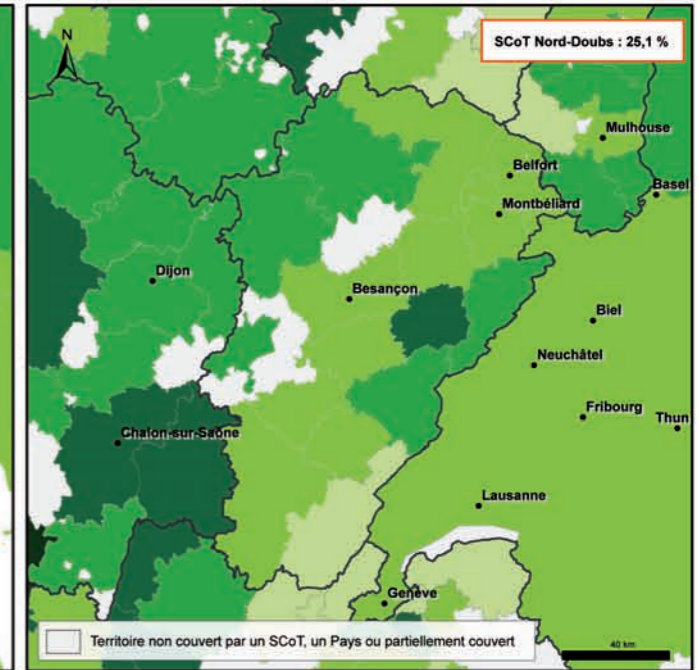 N
SCoT Nord-Doubs : 25,1 %
Mulhouse
Belfort
Basel
Montbéliard
Dijon
Besançon
Biel
Neuchâtel
Fribourg
Thun
Chalon-sur-Saône
Lausanne
Genève
Territoire non couvert par un SCoT, un Pays ou partiellement couvert
40 km